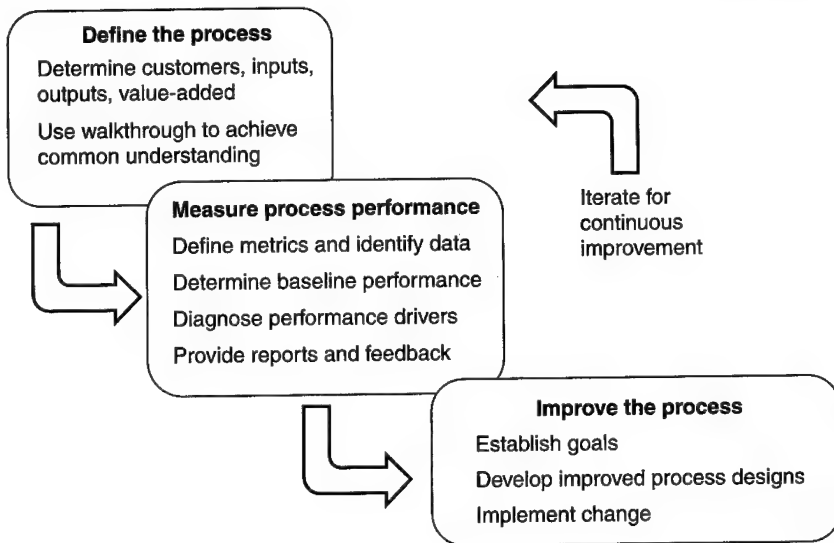 Define the process
Determine customers, inputs,
outputs, value-added
Use walkthrough to achieve
common understanding
Measure process performance
Define metrics and identify data
Determine baseline performance
Diagnose performance drivers
Provide reports and feedback
Iterate for
continuous
improvement
Improve the process
Establish goals
Develop improved process designs
Implement change